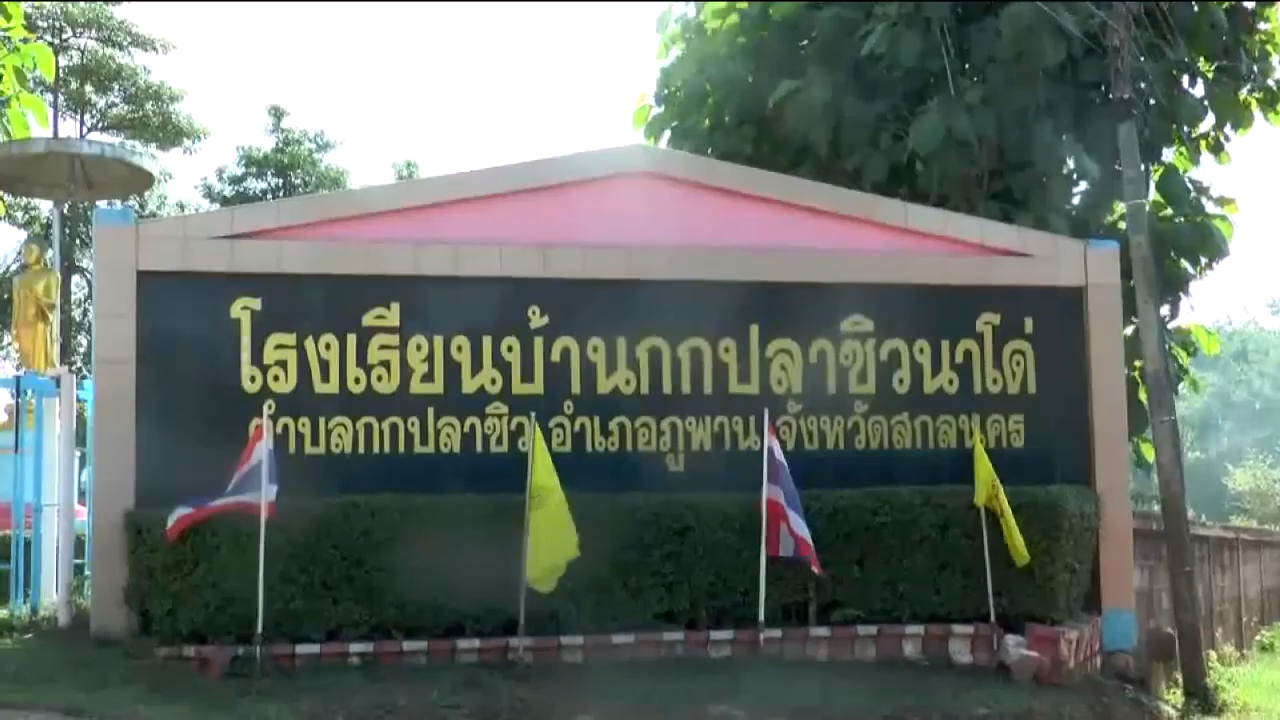 โรงเรียนบ้านกกปลาซิวนาโด่
ตำบลกกปลาซิว อำเภอภูพาน จังหวัดสกลนคร